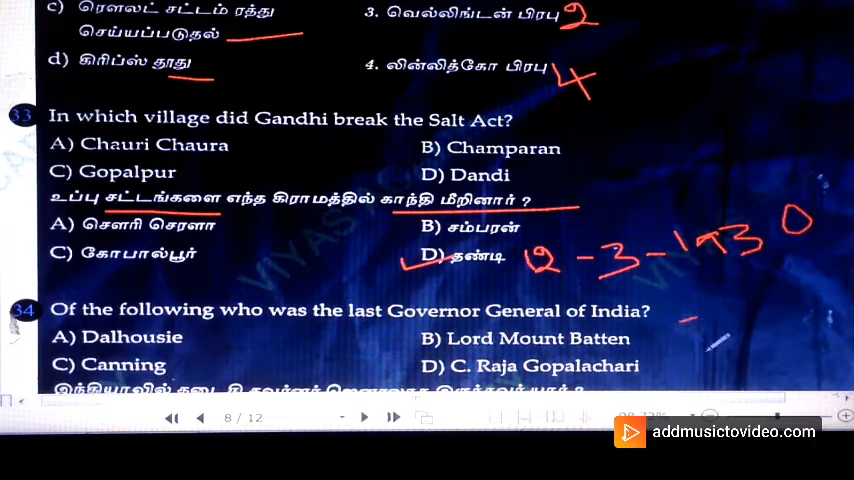 c) ரௌலட் சட்டம் ரத்து
செய்யப்படுதல்
3. வெல்லிங்டன் பிரபு 2
d) கிரிப்ஸ் தூது
4. லின்லித்கோ பிரபு 4
33 In which village did Gandhi break the Salt Act?
A) Chauri Chaura B) Champaran
C) Gopalpur D) Dandi
உப்பு சட்டங்களை எந்த கிராமத்தில் காந்தி மீறினார் ?
A) சௌரி சௌரா B) சம்பரன்
C) கோபால்பூர் D) தண்டி 12-3-1930
34 Of the following who was the last Governor General of India?
A) Dalhousie B) Lord Mount Batten
C) Canning D) C. Raja Gopalachari
8 / 12
addmusictovideo.com